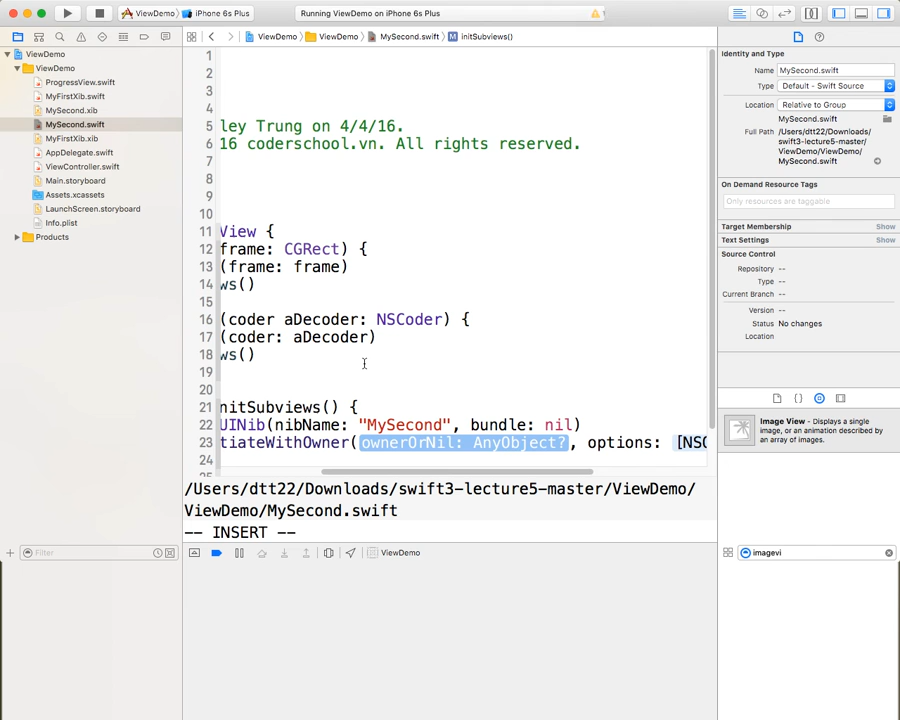 ViewDemo
iPhone 6s Plus
Running ViewDemo on iPhone 6s Plus
ViewDemo
ViewDemo
MySecond.swift
M
initSubviews()
ViewDemo
ViewDemo
ProgressView.swift
MyFirstXib.swift
MySecond.xib
MySecond.swift
MyFirstXib.xib
AppDelegate.swift
ViewController.swift
Main.storyboard
Assets.xcassets
LaunchScreen.storyboard
Info.plist
Products
1
2
3
4
5 ley Trung on 4/4/16.
6 16 coderschool.vn. All rights reserved.
7
8
9
10
11 View {
12 frame: CGRect) {
13 (frame: frame)
14 ws()
15
16 (coder aDecoder: NSCoder) {
17 (coder: aDecoder)
18 ws()
19
20
21 nitSubviews() {
22 UINib(nibName: "MySecond", bundle: nil)
23 tiateWithOwner(ownerOrNil: AnyObject?, options: [NSO
24
/Users/dtt22/Downloads/swift3-lecture5-master/ViewDemo/
ViewDemo/MySecond.swift
-- INSERT --
Filter
ViewDemo
Identity and Type
Name MySecond.swift
Type Default - Swift Source
Location Relative to Group
MySecond.swift
Full Path /Users/dtt22/Downloads/
swift3-lecture5-master/
ViewDemo/ViewDemo/
MySecond.swift
On Demand Resource Tags
Only resources are taggable
Target Membership Show
Text Settings Show
Source Control
Repository --
Type --
Current Branch --
Version --
Status No changes
Location
{ }
Image View - Displays a single
image, or an animation described by
an array of images.
imagevi